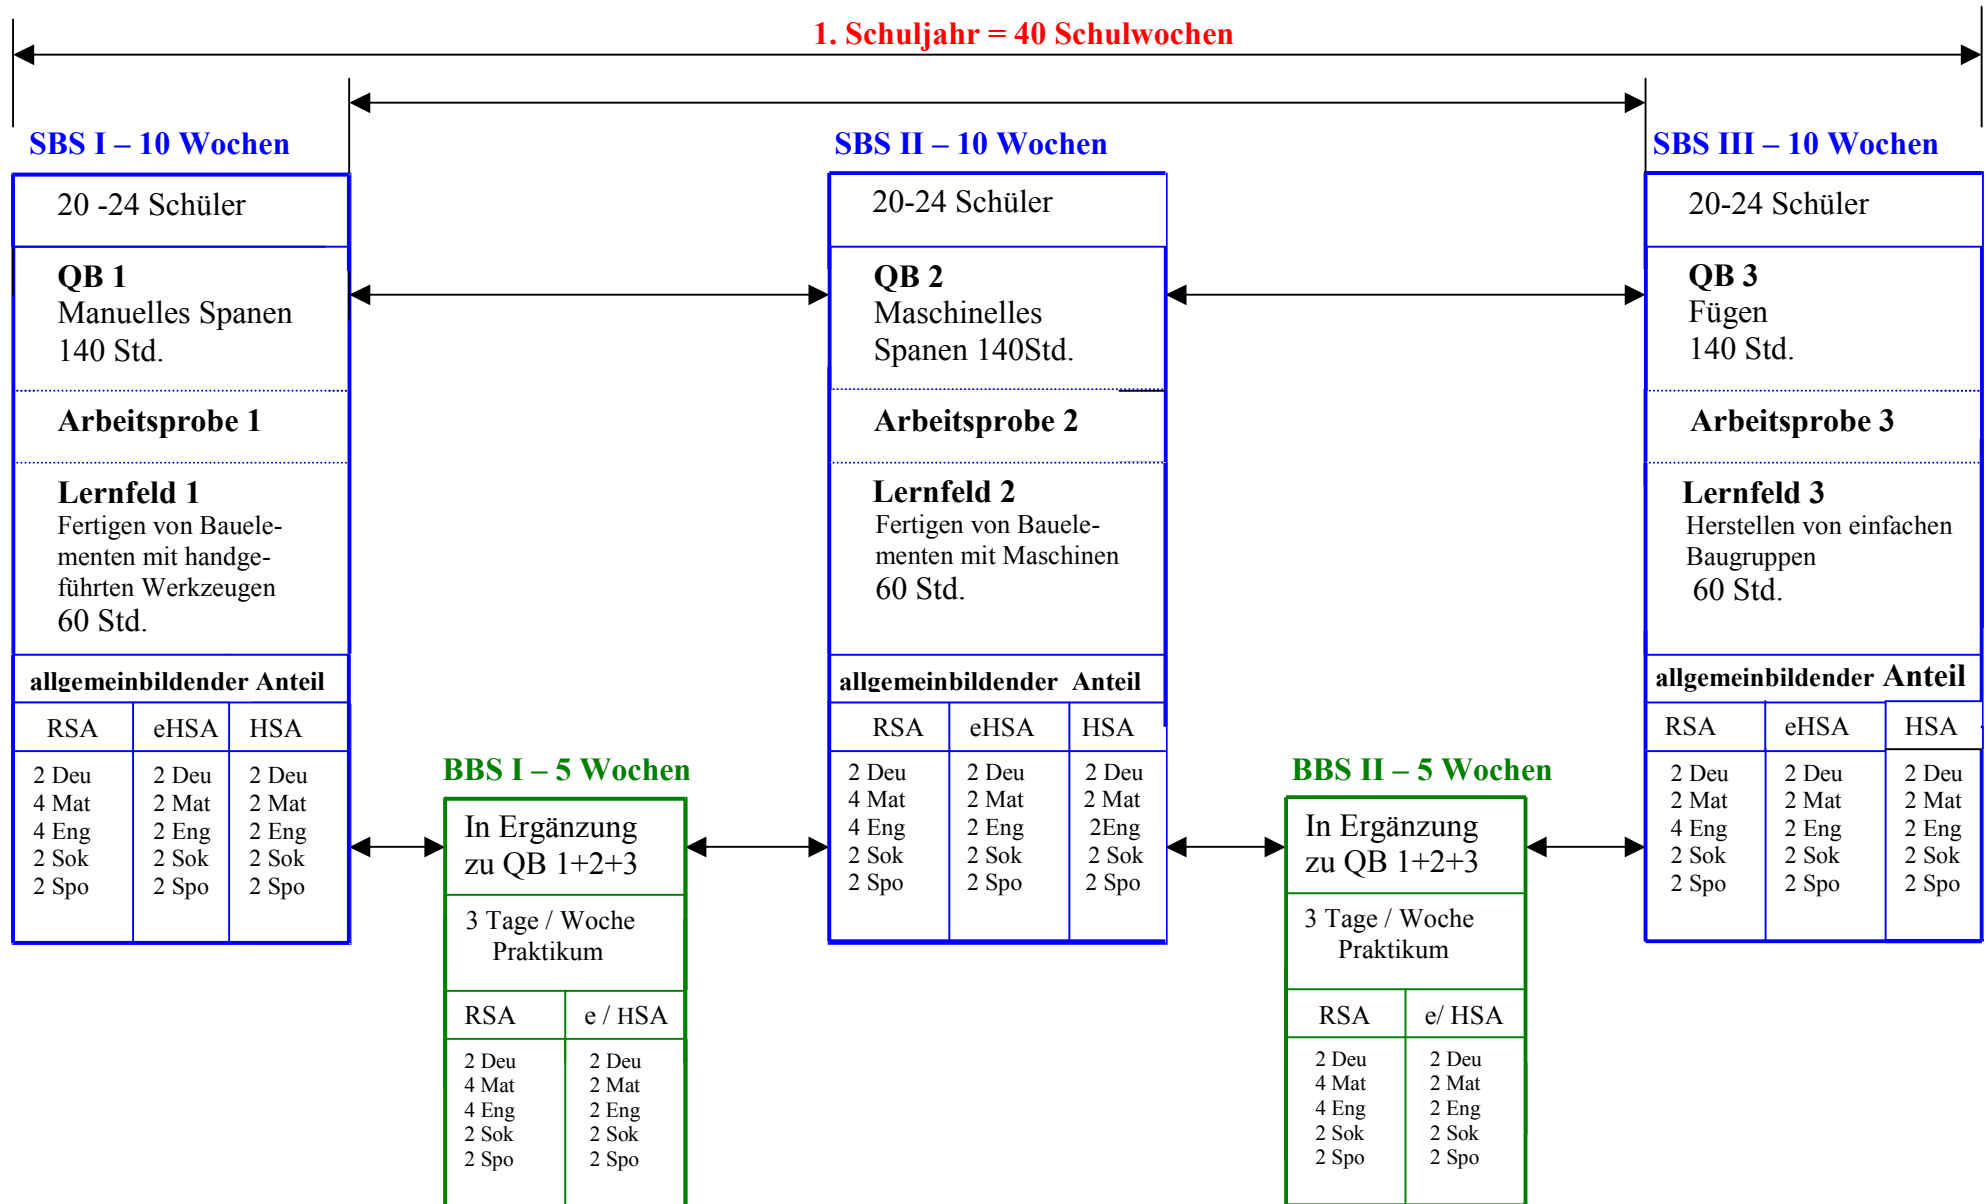 1. Schuljahr = 40 Schulwochen
SBS I – 10 Wochen
20 -24 Schüler
QB 1
Manuelles Spanen
140 Std.
Arbeitsprobe 1
Lernfeld 1
Fertigen von Bauele-
menten mit handge-
führten Werkzeugen
60 Std.
allgemeinbildender Anteil
RSA eHSA HSA
2 Deu 2 Deu 2 Deu
4 Mat 2 Mat 2 Mat
4 Eng 2 Eng 2 Eng
2 Sok 2 Sok 2 Sok
2 Spo 2 Spo 2 Spo
BBS I – 5 Wochen
In Ergänzung
zu QB 1+2+3
3 Tage / Woche
Praktikum
RSA e / HSA
2 Deu 2 Deu
4 Mat 2 Mat
4 Eng 2 Eng
2 Sok 2 Sok
2 Spo 2 Spo
SBS II – 10 Wochen
20-24 Schüler
QB 2
Maschinelles
Spanen 140Std.
Arbeitsprobe 2
Lernfeld 2
Fertigen von Bauele-
menten mit Maschinen
60 Std.
allgemeinbildender Anteil
RSA eHSA HSA
2 Deu 2 Deu 2 Deu
4 Mat 2 Mat 2 Mat
4 Eng 2 Eng 2Eng
2 Sok 2 Sok 2 Sok
2 Spo 2 Spo 2 Spo
BBS II – 5 Wochen
In Ergänzung
zu QB 1+2+3
3 Tage / Woche
Praktikum
RSA e/ HSA
2 Deu 2 Deu
4 Mat 2 Mat
4 Eng 2 Eng
2 Sok 2 Sok
2 Spo 2 Spo
SBS III – 10 Wochen
20-24 Schüler
QB 3
Fügen
140 Std.
Arbeitsprobe 3
Lernfeld 3
Herstellen von einfachen
Baugruppen
60 Std.
allgemeinbildender Anteil
RSA eHSA HSA
2 Deu 2 Deu 2 Deu
2 Mat 2 Mat 2 Mat
4 Eng 2 Eng 2 Eng
2 Sok 2 Sok 2 Sok
2 Spo 2 Spo 2 Spo